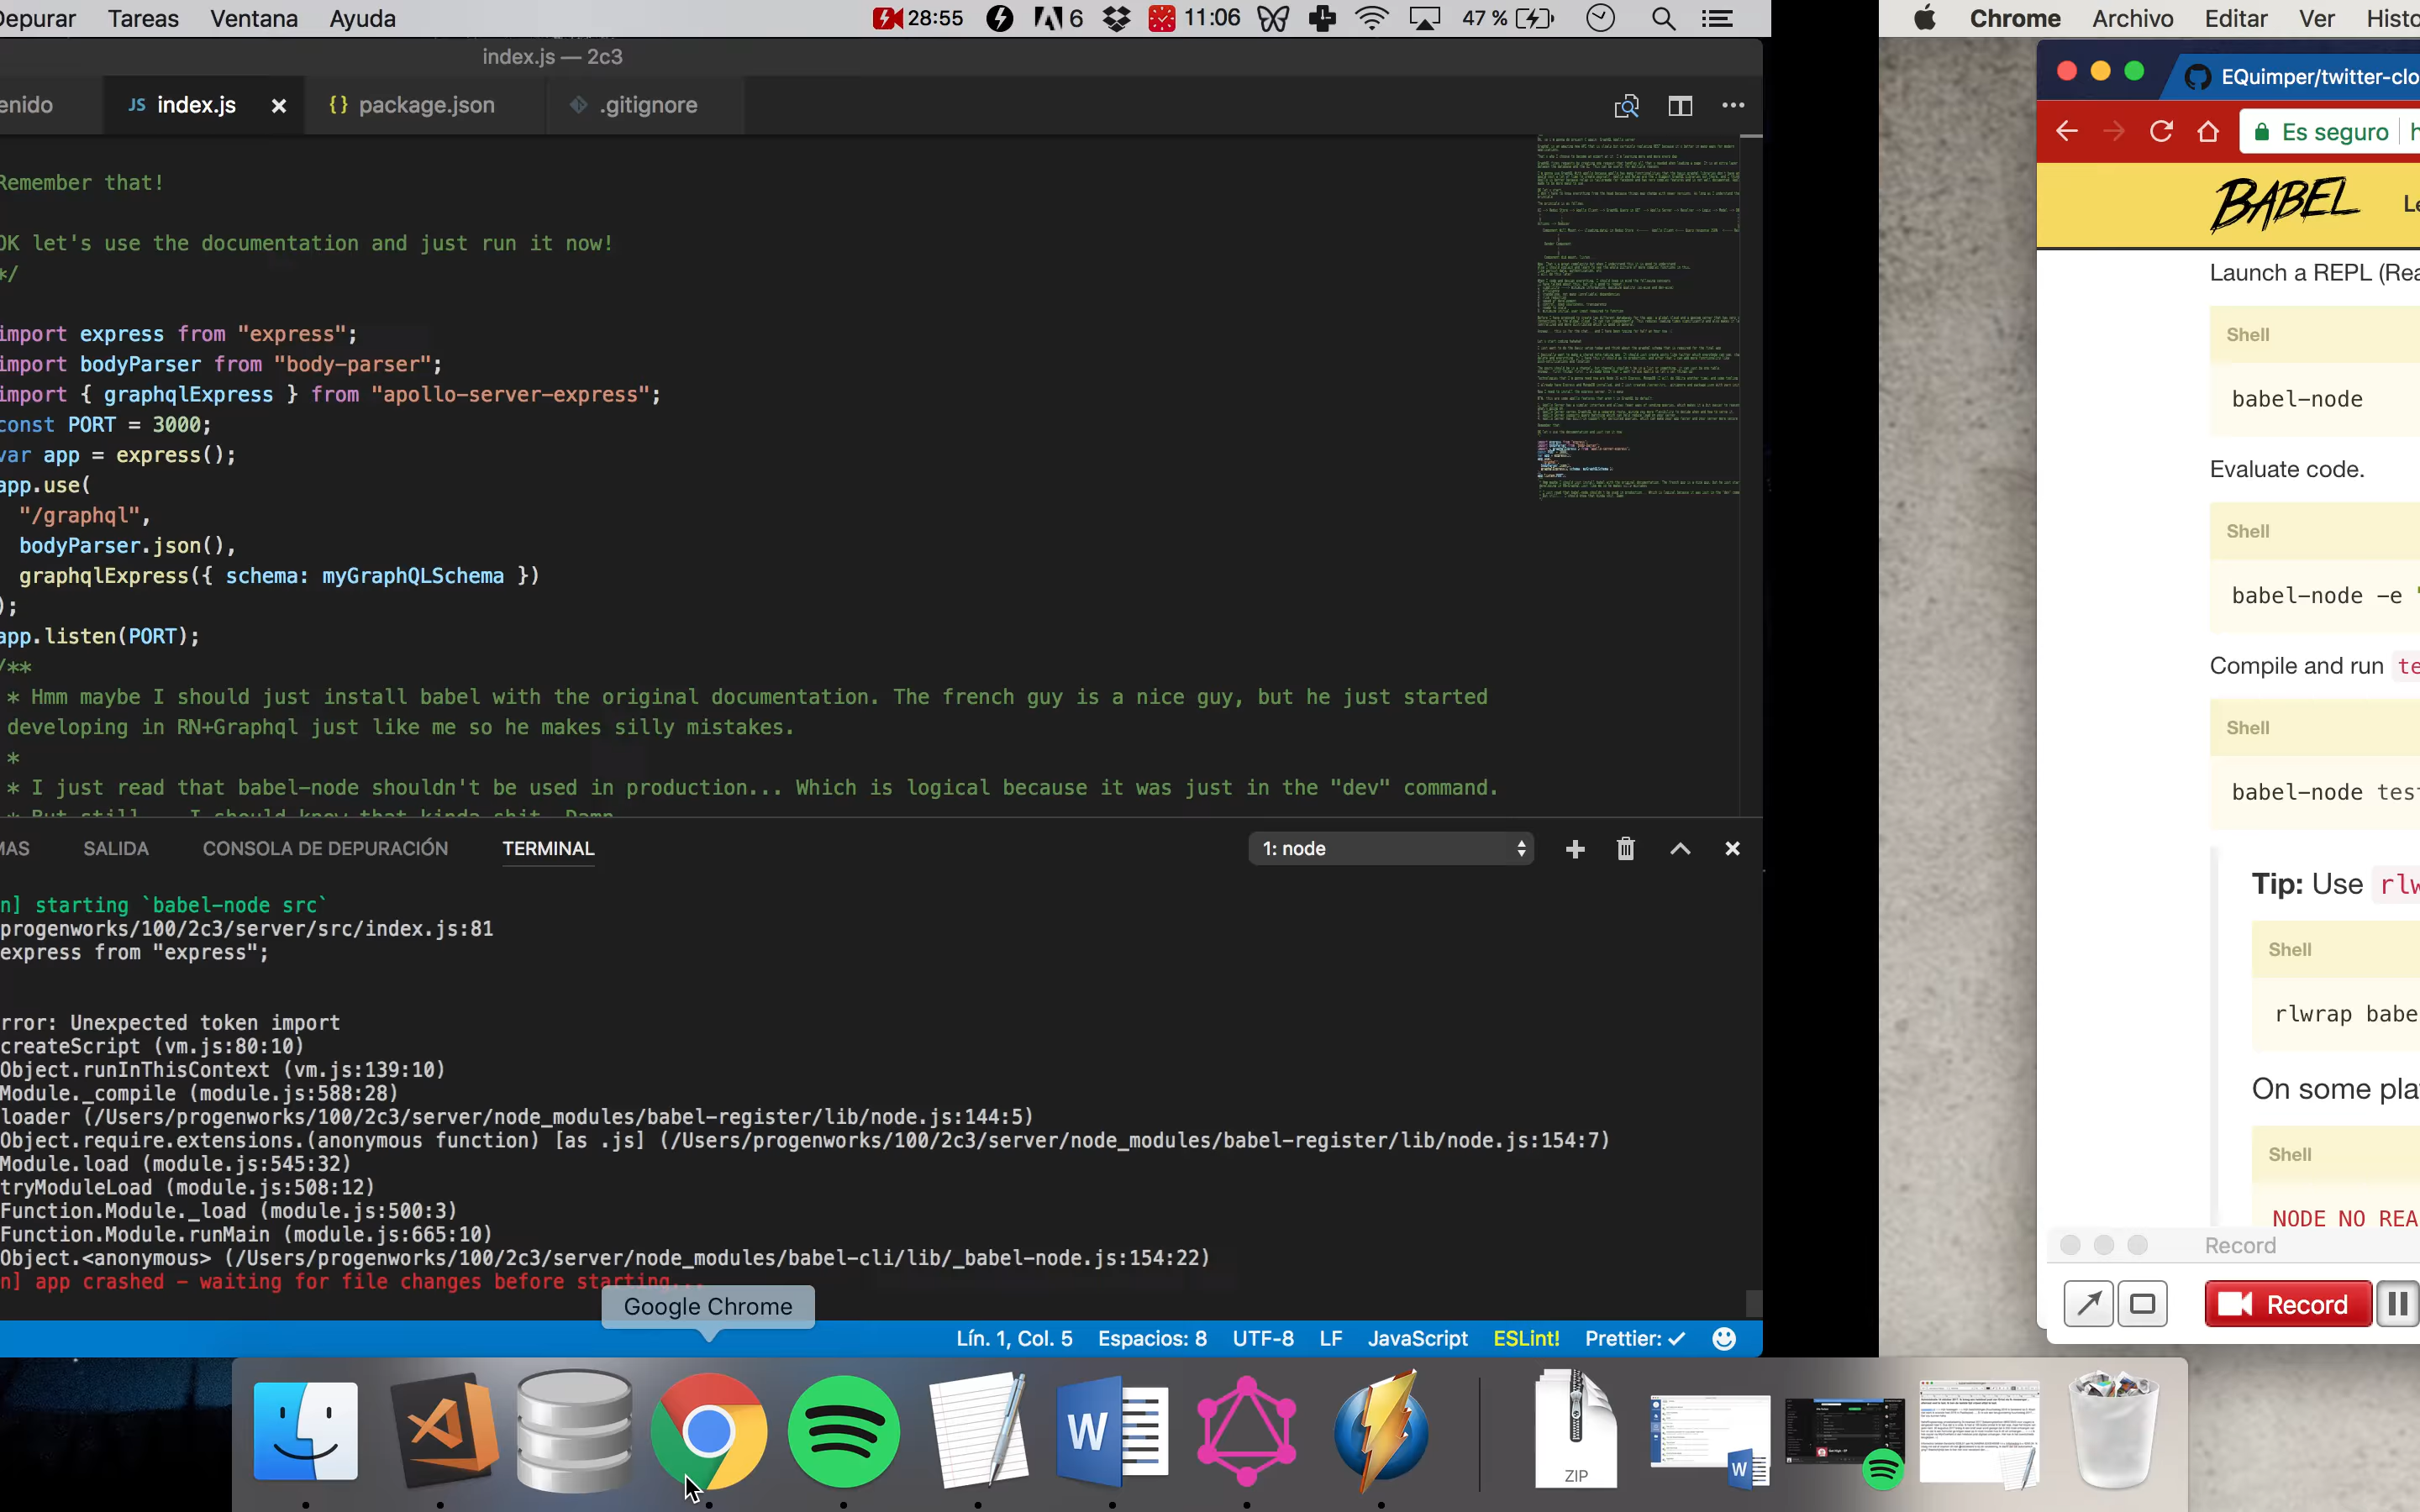 Depurar Tareas Ventana Ayuda 28:55 6 11:06 47 %
Chrome Archivo Editar Ver
index.js — 2c3
enido JS index.js × {} package.json .gitignore
Remember that!
OK let's use the documentation and just run it now!
*/
import express from "express";
import bodyParser from "body-parser";
import { graphqlExpress } from "apollo-server-express";
const PORT = 3000;
var app = express();
app.use(
"/graphql",
bodyParser.json(),
graphqlExpress({ schema: myGraphQLSchema })
);
app.listen(PORT);
/**
* Hmm maybe I should just install babel with the original documentation. The french guy is a nice guy, but he just started
developing in RN+Graphql just like me so he makes silly mistakes.
*
* I just read that babel-node shouldn't be used in production... Which is logical because it was just in the "dev" command.
MAS SALIDA CONSOLA DE DEPURACIÓN TERMINAL 1: node
n] starting `babel-node src`
progenworks/100/2c3/server/src/index.js:81
express from "express";
rror: Unexpected token import
createScript (vm.js:80:10)
Object.runInThisContext (vm.js:139:10)
Module._compile (module.js:588:28)
loader (/Users/progenworks/100/2c3/server/node_modules/babel-register/lib/node.js:144:5)
Object.require.extensions.(anonymous function) [as .js] (/Users/progenworks/100/2c3/server/node_modules/babel-register/lib/node.js:154:7)
Module.load (module.js:545:32)
tryModuleLoad (module.js:508:12)
Function.Module._load (module.js:500:3)
Function.Module.runMain (module.js:665:10)
Object.<anonymous> (/Users/progenworks/100/2c3/server/node_modules/babel-cli/lib/_babel-node.js:154:22)
n] app crashed - waiting for file changes before starting...
Google Chrome
Lín. 1, Col. 5 Espacios: 8 UTF-8 LF JavaScript ESLint! Prettier: ✓
W
ZIP
W
EQuimper/twitter-clo
Es seguro h
BABEL Le
Launch a REPL (Rea
Shell
babel-node
Evaluate code.
Shell
babel-node -e "
Compile and run te
Shell
babel-node test
Tip: Use rlw
Shell
rlwrap babe
On some pla
Shell
NODE_NO_REA
Record
Record